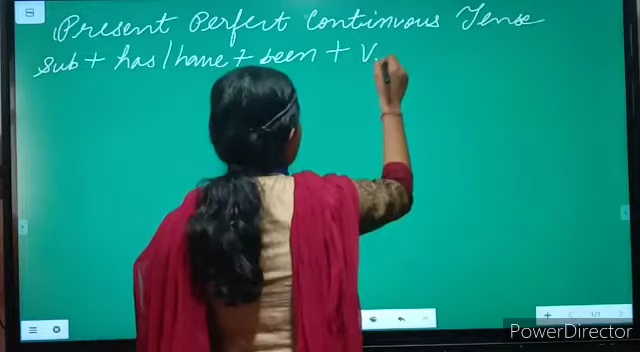 Present Perfect Continuous Tense
Sub + has/have + been + V.
PowerDirector